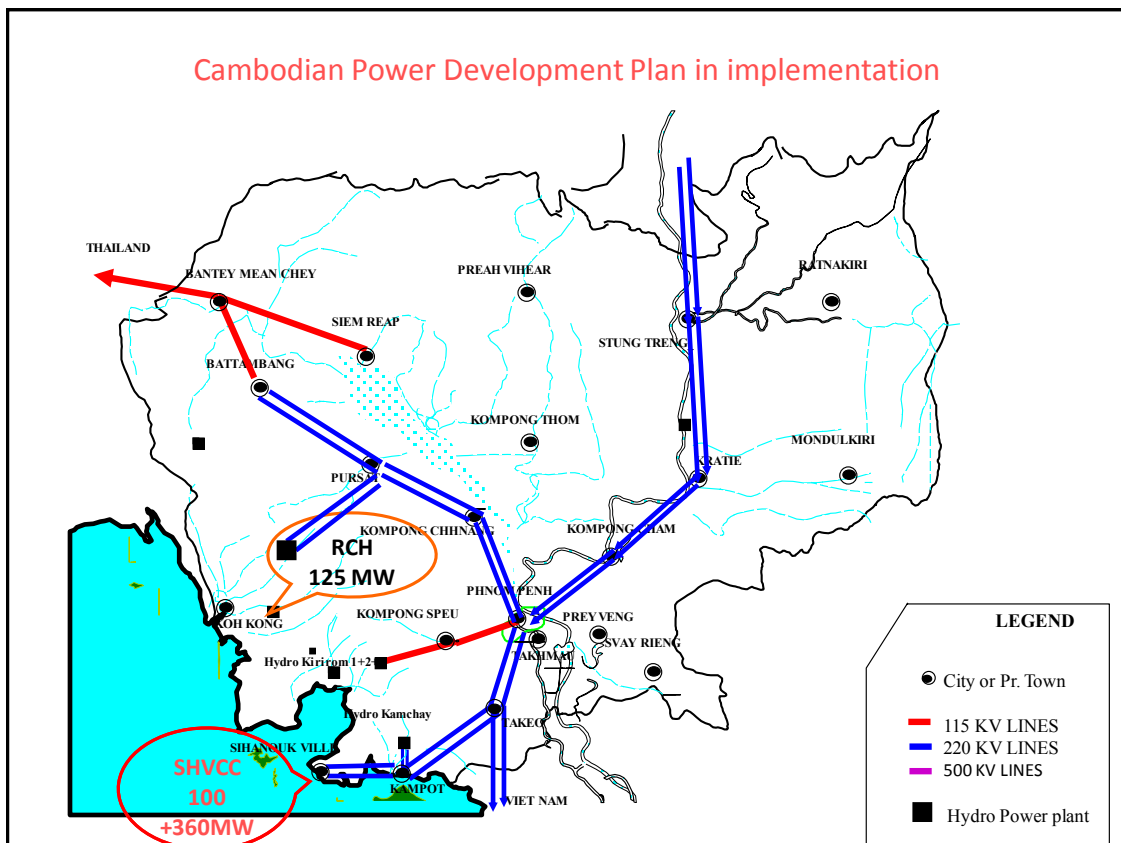 Cambodian Power Development Plan in implementation
THAILAND
BANTEY MEAN CHEY
PREAH VIHEAR
RATNAKIRI
SIEM REAP
STUNG TRENG
BATTAMBANG
KOMPONG THOM
MONDULKIRI
KRATIE
PURSAT
KOMPONG CHHNANG
KOMPONG CHAM
RCH
125 MW
PHNOM PENH
KOH KONG
KOMPONG SPEU
PREY VENG
SVAY RIENG
TAKHMAU
Hydro Kirirom 1+2+
Hydro Kamchay
TAKEO
SIHANOUK VILLE
SHVCC
100
+360MW
KAMPOT
VIET NAM
LEGEND
City or Pr. Town
115 KV LINES
220 KV LINES
500 KV LINES
Hydro Power plant